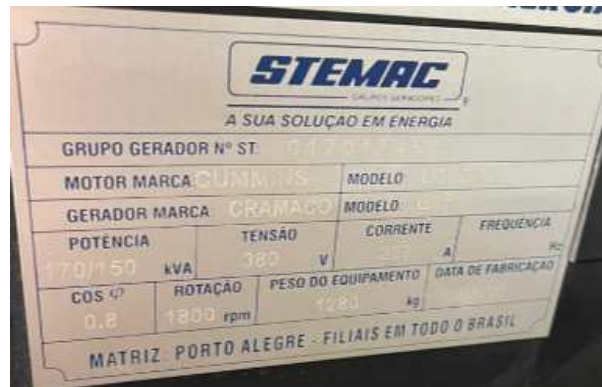 STEMAC
GRUPOS GERADORES
®
A SUA SOLUÇÃO EM ENERGIA
GRUPO GERADOR Nº ST:
MOTOR MARCA: CUMMINS MODELO:
GERADOR MARCA CRAMACO MODELO:
POTÊNCIA TENSÃO CORRENTE FREQUÊNCIA
170/150 kVA 380 V A Hz
COS φ ROTAÇÃO PESO DO EQUIPAMENTO DATA DE FABRICAÇÃO
0.8 1800 rpm 1280 kg
MATRIZ: PORTO ALEGRE - FILIAIS EM TODO O BRASIL